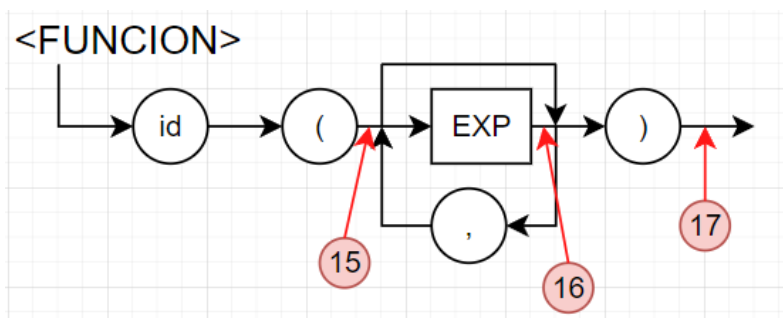 <FUNCION>
id
(
EXP
)
,
15
16
17